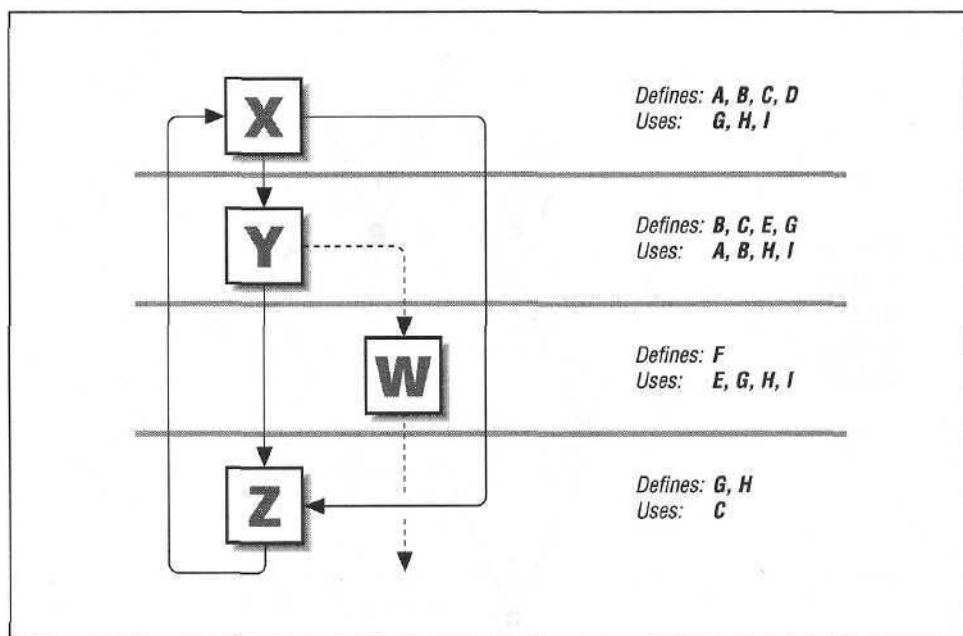 X
Defines: A, B, C, D
Uses: G, H, I
Y
Defines: B, C, E, G
Uses: A, B, H, I
W
Defines: F
Uses: E, G, H, I
Z
Defines: G, H
Uses: C